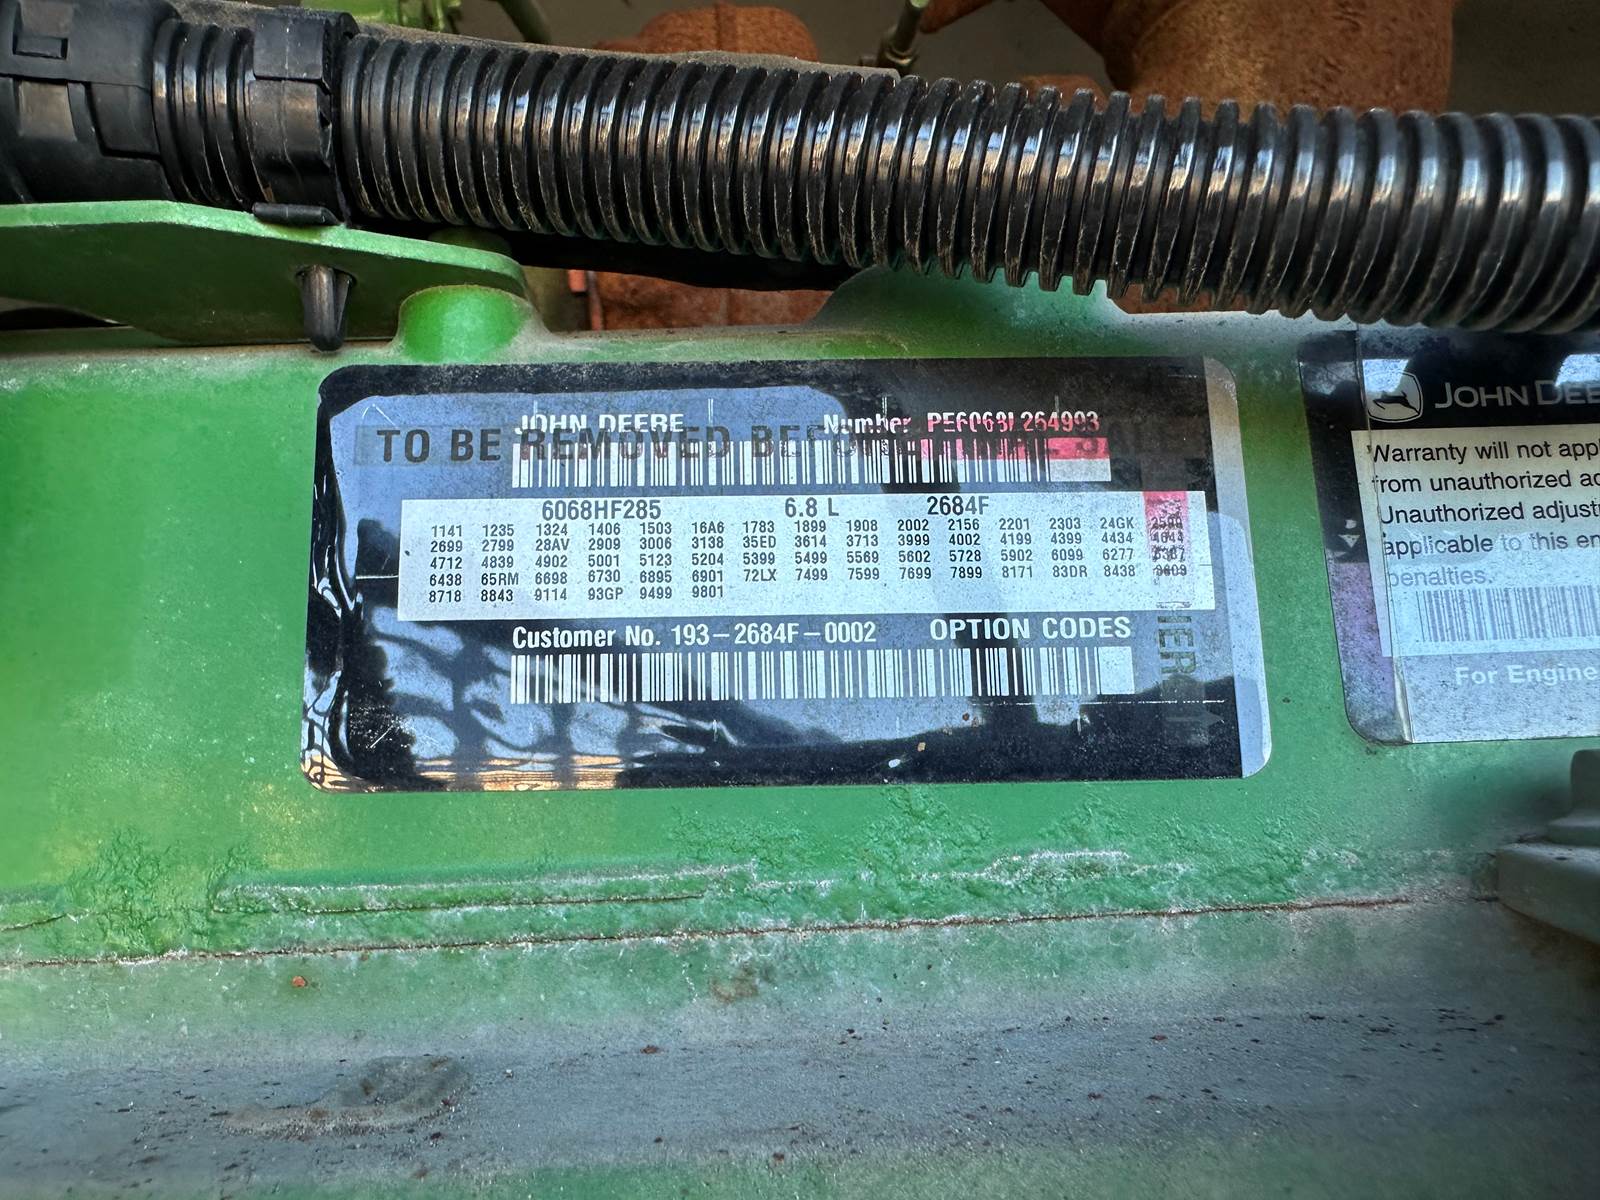 JOHN DEERE Number PE6068L264993
TO BE REMOVED BEFORE FINAL SALE
6068HF285 6.8 L 2684F
1141 1235 1324 1406 1503 16A6 1783 1899 1908 2002 2156 2201 2303 24GK
2699 2799 28AV 2909 3006 3138 35ED 3614 3713 3999 4002 4199 4399 4434 4644
4712 4839 4902 5001 5123 5204 5399 5499 5569 5602 5728 5902 6099 6277
6438 65RM 6698 6730 6895 6901 72LX 7499 7599 7699 7899 8171 83DR 8438
8718 8843 9114 93GP 9499 9801
Customer No. 193-2684F-0002 OPTION CODES
JOHN DEE
Warranty will not appl
from unauthorized ad
Unauthorized adjust
applicable to this en
penalties.
For Engine